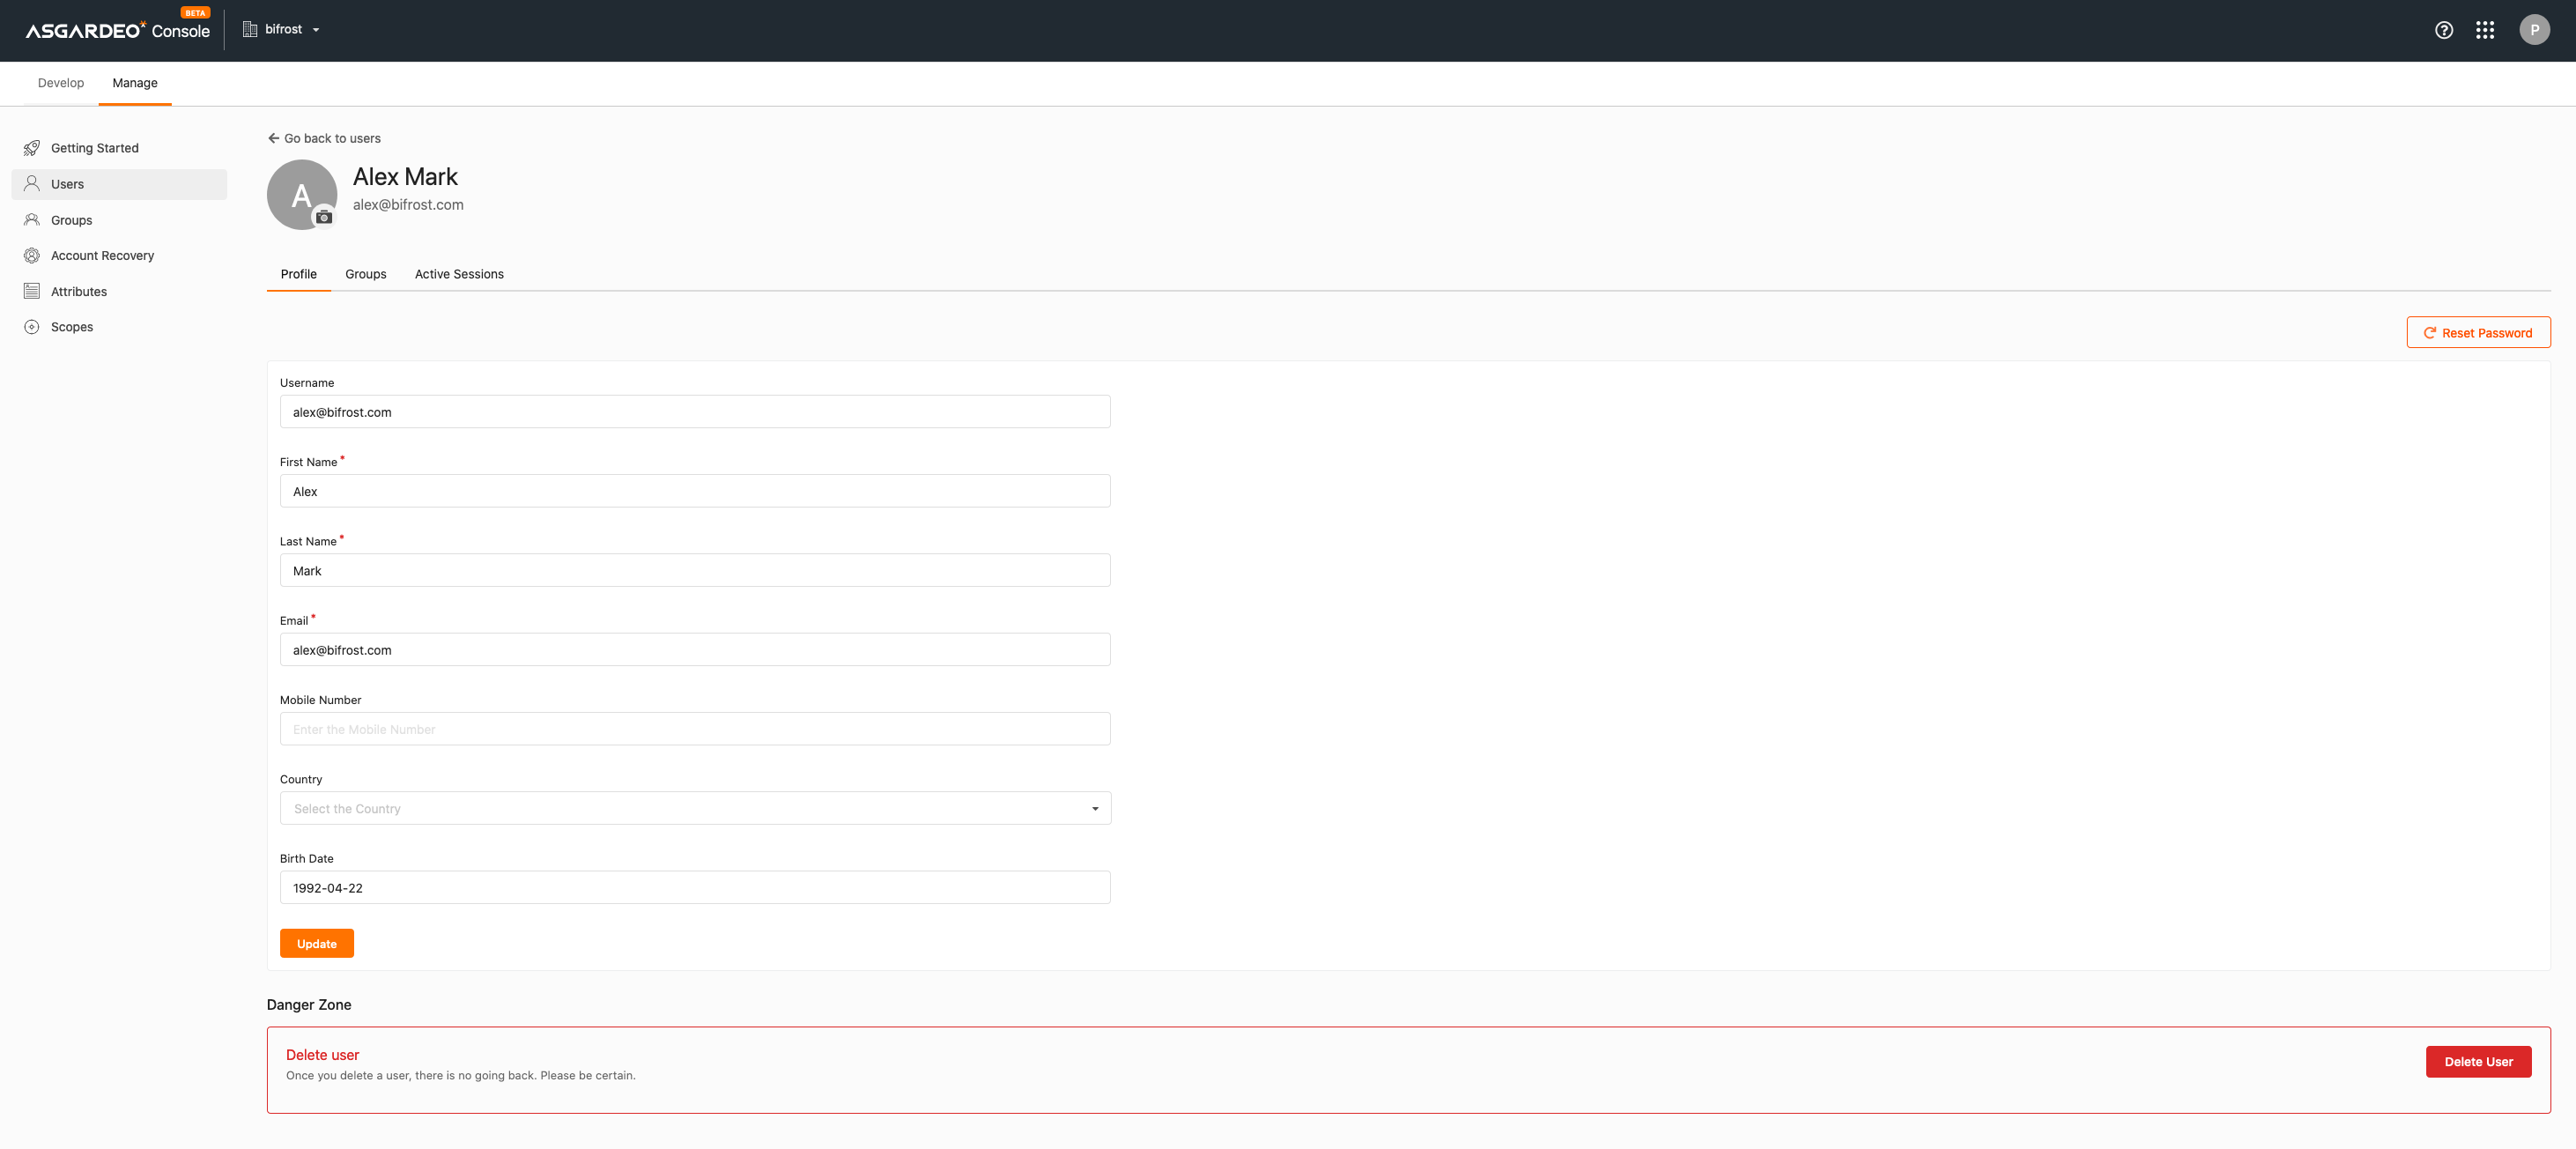 BETA
ASGARDEO Console
bifrost
P
Develop
Manage
Getting Started
Users
Groups
Account Recovery
Attributes
Scopes
Go back to users
A
Alex Mark
alex@bifrost.com
Profile
Groups
Active Sessions
Reset Password
Username
alex@bifrost.com
First Name*
Alex
Last Name*
Mark
Email*
alex@bifrost.com
Mobile Number
Enter the Mobile Number
Country
Select the Country
Birth Date
1992-04-22
Update
Danger Zone
Delete user
Once you delete a user, there is no going back. Please be certain.
Delete User